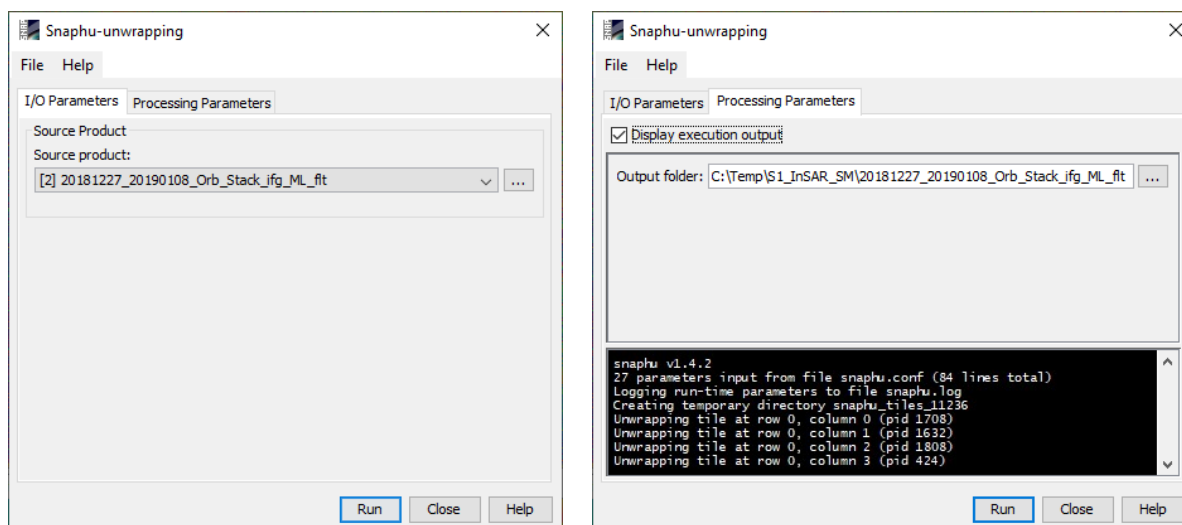 Snaphu-unwrapping
File Help
I/O Parameters Processing Parameters
Source Product
Source product:
[2] 20181227_20190108_Orb_Stack_ifg_ML_flt
...
Run Close Help
Snaphu-unwrapping
File Help
I/O Parameters Processing Parameters
Display execution output
Output folder: C:\Temp\S1_InSAR_SM\20181227_20190108_Orb_Stack_ifg_ML_flt ...
snaphu v1.4.2
27 parameters input from file snaphu.conf (84 lines total)
Logging run-time parameters to file snaphu.log
Creating temporary directory snaphu_tiles_11236
Unwrapping tile at row 0, column 0 (pid 1708)
Unwrapping tile at row 0, column 1 (pid 1632)
Unwrapping tile at row 0, column 2 (pid 1808)
Unwrapping tile at row 0, column 3 (pid 424)
Run Close Help